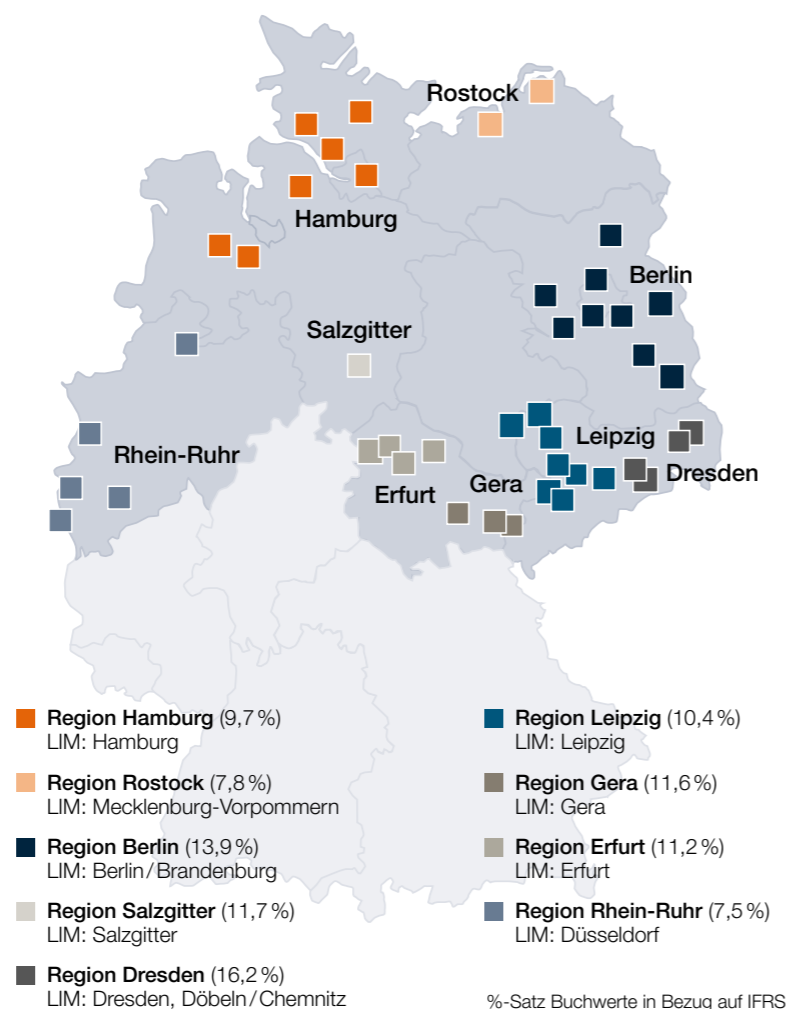 Rostock
Hamburg
Berlin
Salzgitter
Leipzig
Rhein-Ruhr
Dresden
Gera
Erfurt
Region Hamburg (9,7 %)
LIM: Hamburg
Region Rostock (7,8 %)
LIM: Mecklenburg-Vorpommern
Region Berlin (13,9 %)
LIM: Berlin/Brandenburg
Region Salzgitter (11,7 %)
LIM: Salzgitter
Region Dresden (16,2 %)
LIM: Dresden, Döbeln/Chemnitz
Region Leipzig (10,4 %)
LIM: Leipzig
Region Gera (11,6 %)
LIM: Gera
Region Erfurt (11,2 %)
LIM: Erfurt
Region Rhein-Ruhr (7,5 %)
LIM: Düsseldorf
%-Satz Buchwerte in Bezug auf IFRS